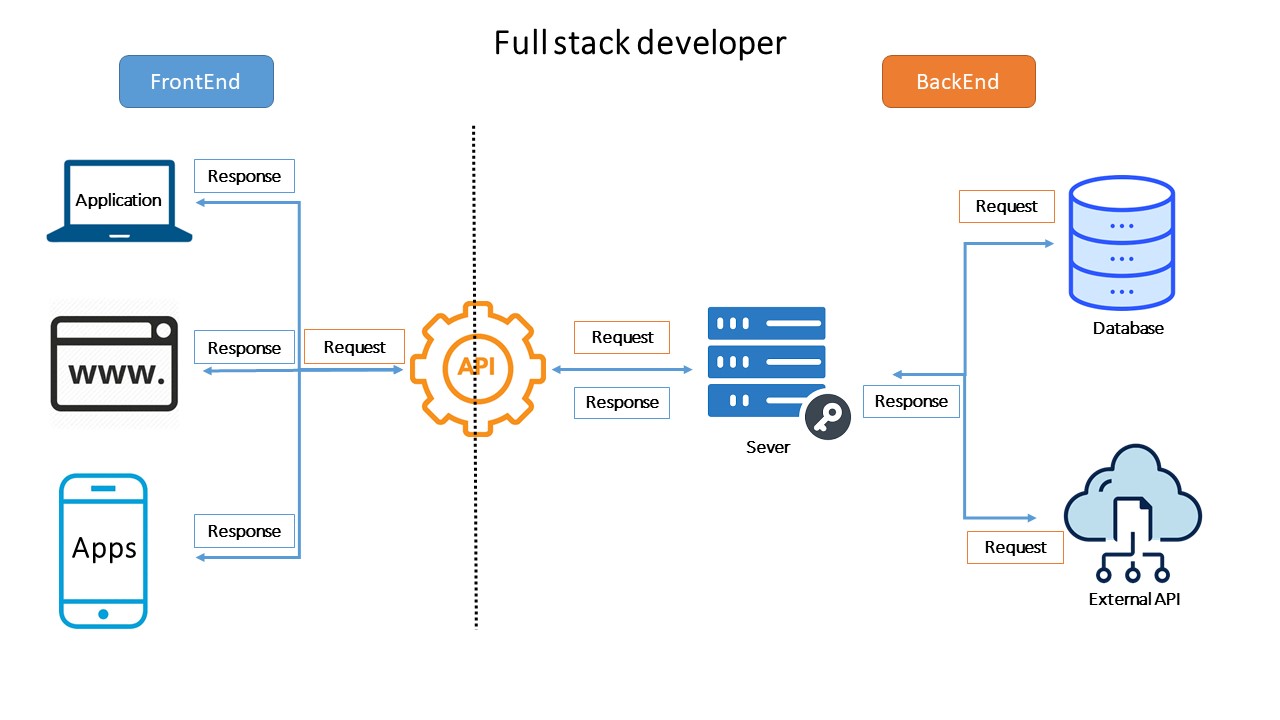 Full stack developer
FrontEnd
BackEnd
Response
Application
Request
Database
Response
Request
www.
API
Request
Response
Sever
Response
Response
Apps
Request
External API